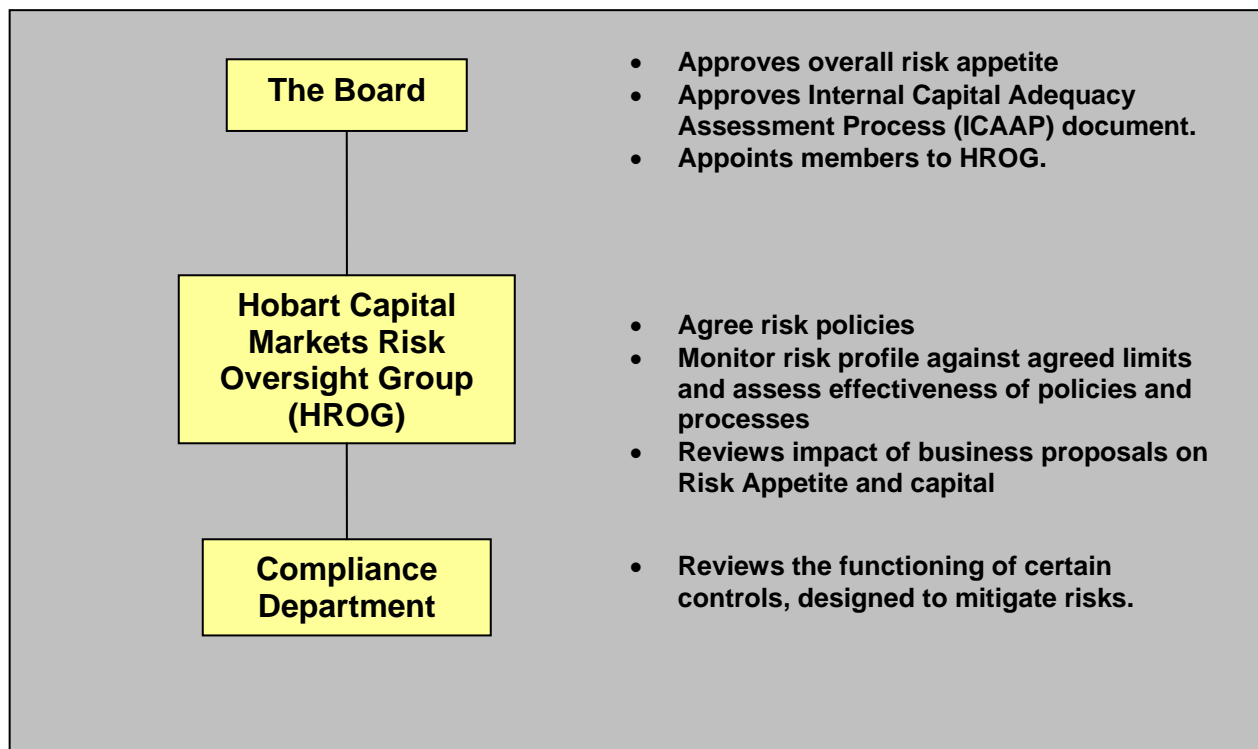 The Board
• Approves overall risk appetite
• Approves Internal Capital Adequacy
Assessment Process (ICAAP) document.
• Appoints members to HROG.
Hobart Capital
Markets Risk
Oversight Group
(HROG)
• Agree risk policies
• Monitor risk profile against agreed limits
and assess effectiveness of policies and
processes
• Reviews impact of business proposals on
Risk Appetite and capital
Compliance
Department
• Reviews the functioning of certain
controls, designed to mitigate risks.